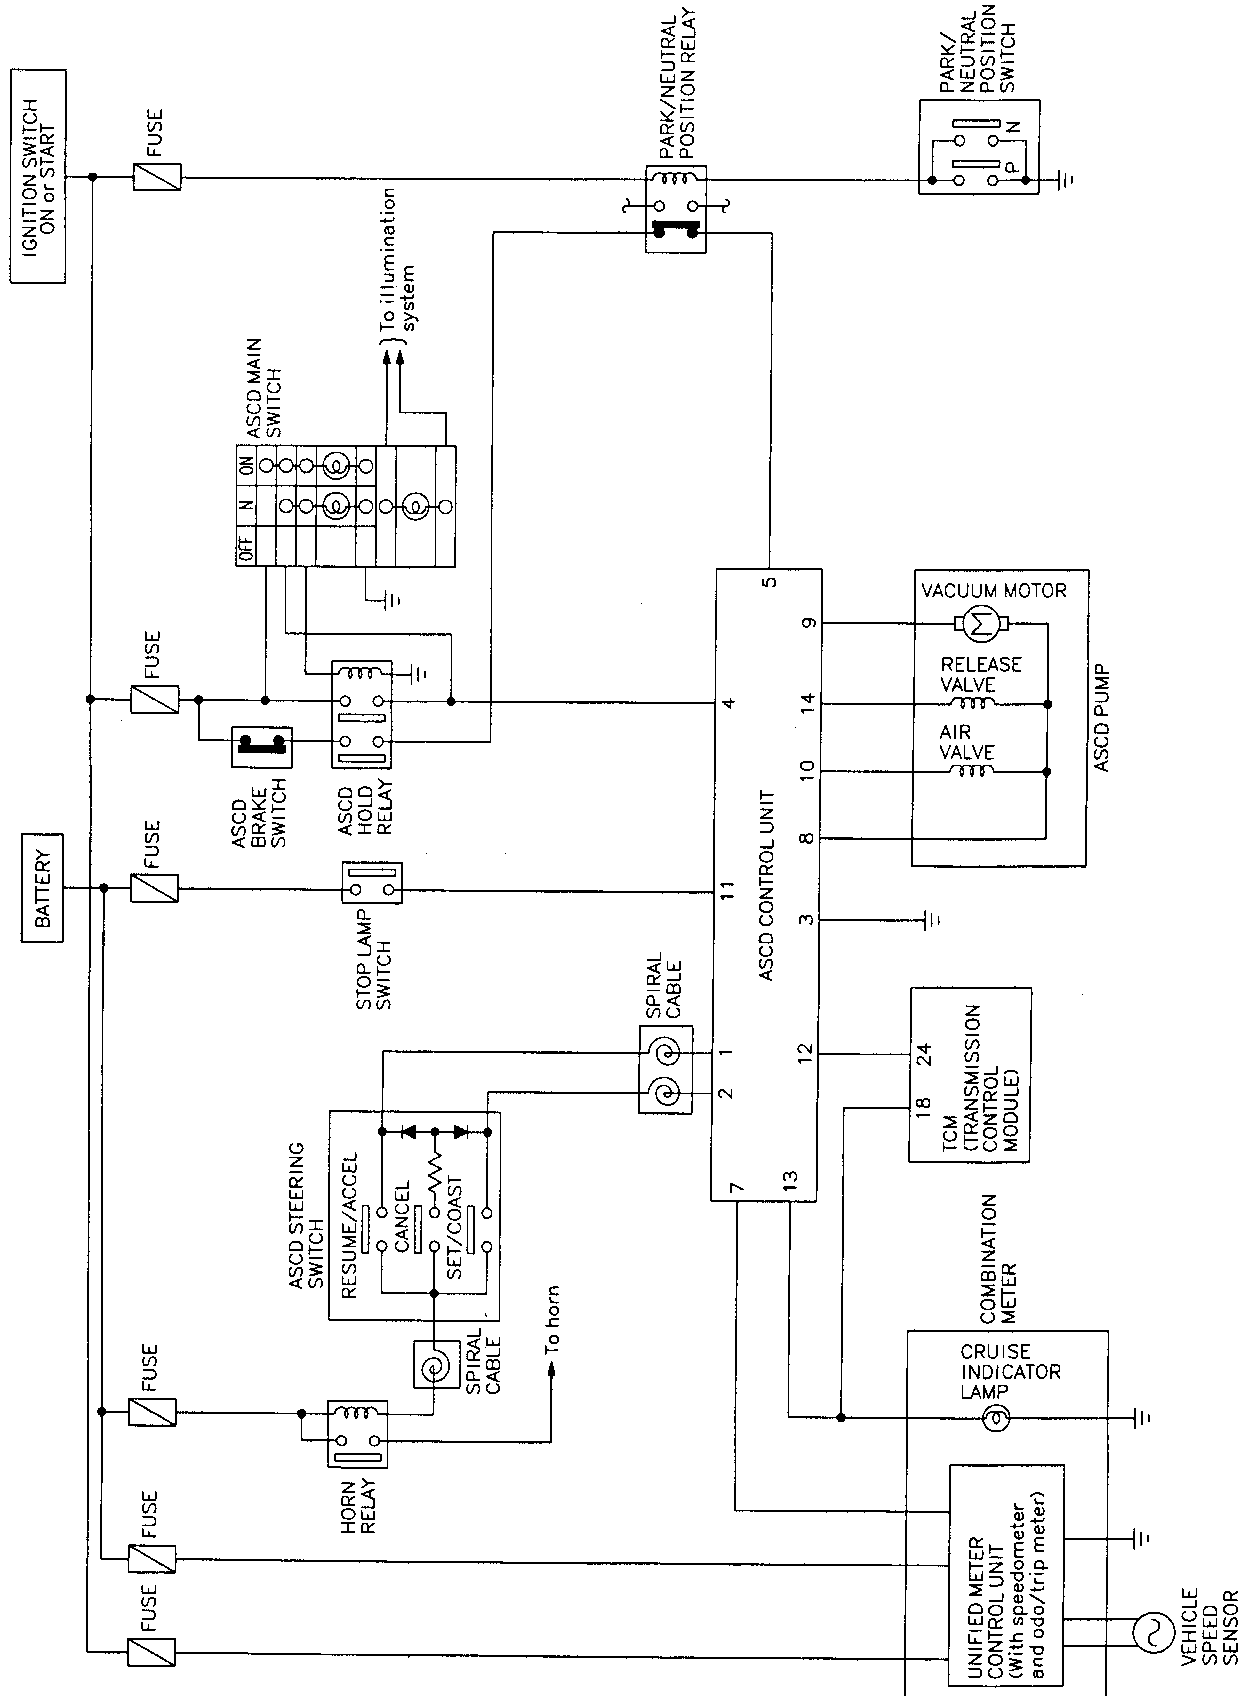 IGNITION SWITCH
ON or START
FUSE
PARK/NEUTRAL
POSITION RELAY
PARK/
NEUTRAL
POSITION
SWITCH
P
N
To illumination
system
ASCD MAIN
SWITCH
OFF
N
ON
FUSE
ASCD
BRAKE
SWITCH
ASCD
HOLD
RELAY
BATTERY
FUSE
STOP LAMP
SWITCH
SPIRAL
CABLE
ASCD CONTROL UNIT
5
4
11
1
2
7
9
14
10
8
3
12
13
VACUUM MOTOR
M
RELEASE
VALVE
AIR
VALVE
ASCD PUMP
18
24
TCM
(TRANSMISSION
CONTROL
MODULE)
ASCD STEERING
SWITCH
RESUME/ACCEL
CANCEL
SET/COAST
SPIRAL
CABLE
To horn
FUSE
HORN
RELAY
COMBINATION
METER
CRUISE
INDICATOR
LAMP
FUSE
FUSE
UNIFIED METER
CONTROL UNIT
(With speedometer
and odo/trip meter)
VEHICLE
SPEED
SENSOR